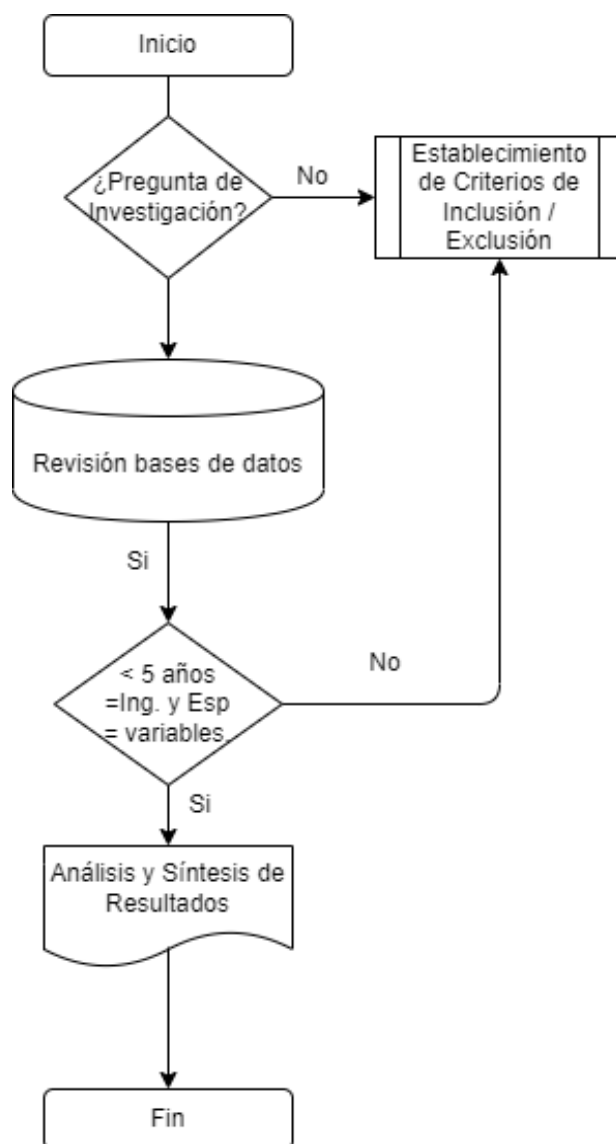 Inicio
¿Pregunta de
Investigación?
No
Establecimiento
de Criterios de
Inclusión /
Exclusión
Revisión bases de datos
Si
< 5 años
=Ing. y Esp
= variables.
No
Si
Análisis y Síntesis de
Resultados
Fin